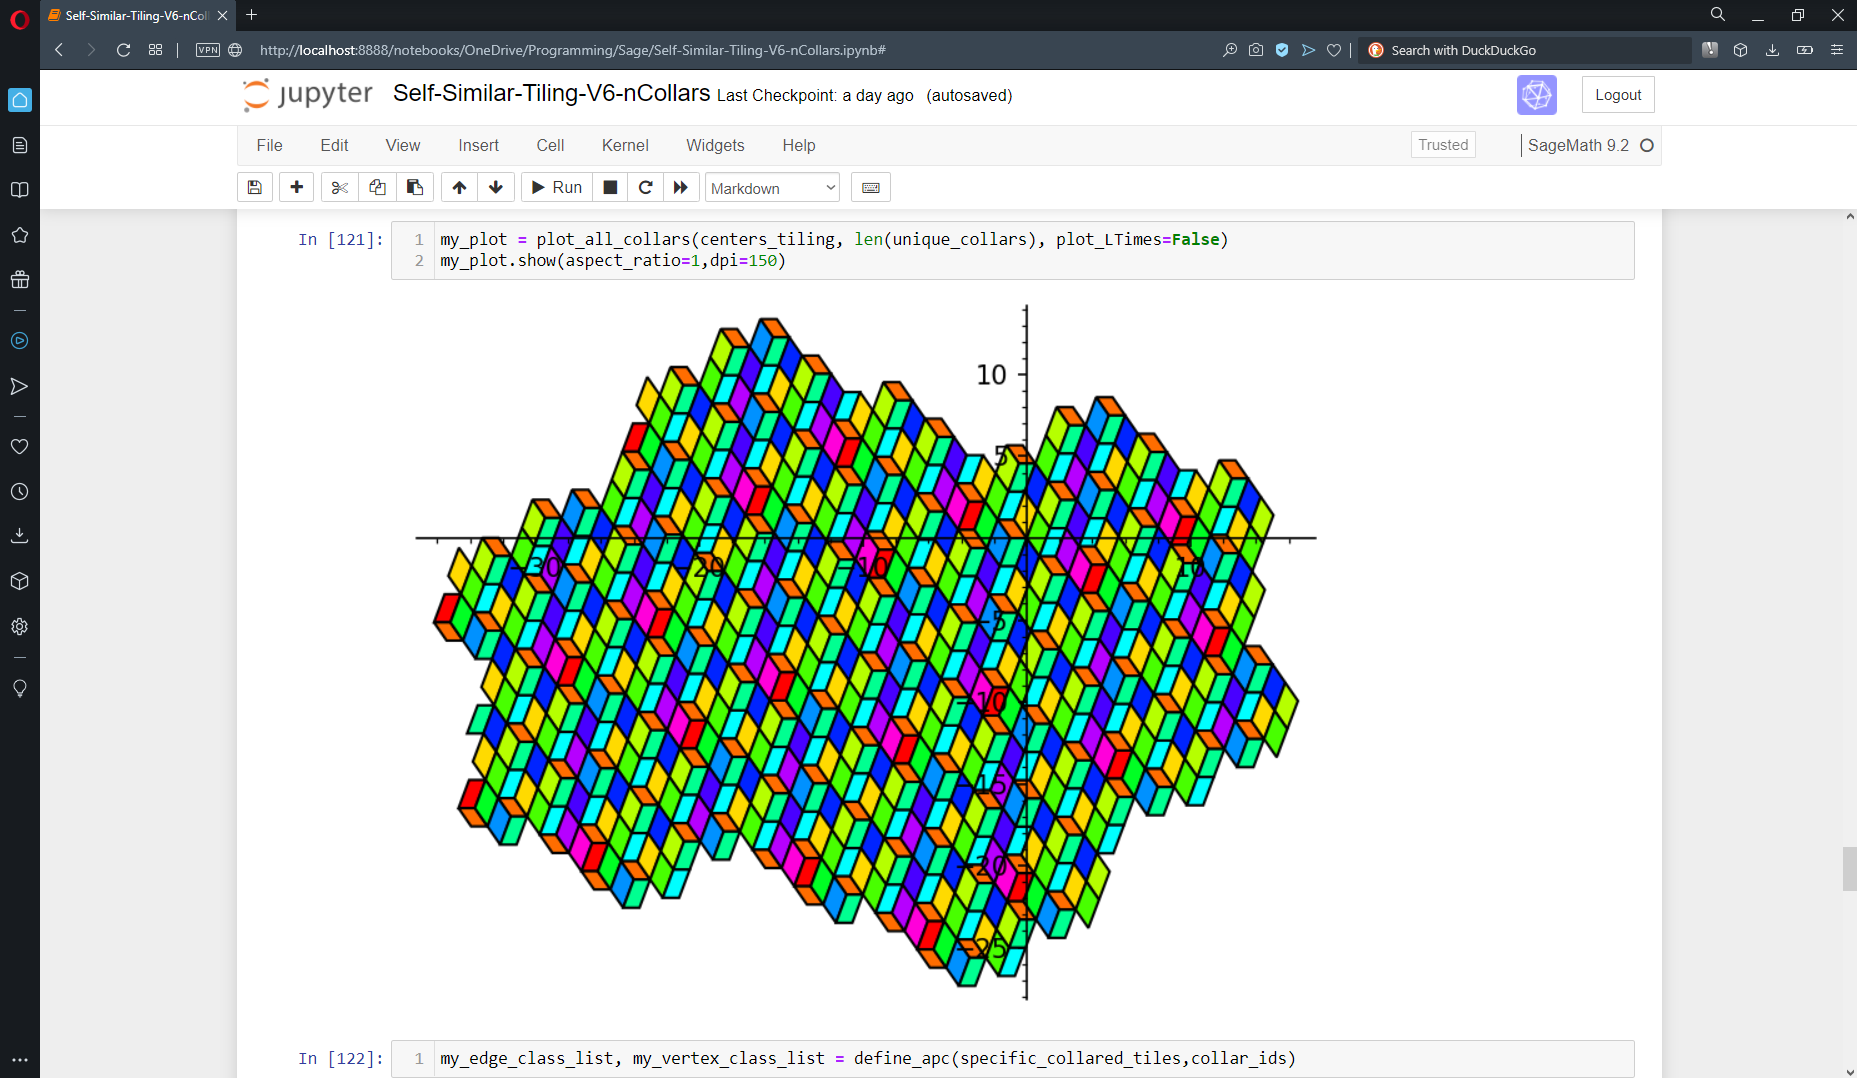 Self-Similar-Tiling-V6-nColl
VPN http://localhost:8888/notebooks/OneDrive/Programming/Sage/Self-Similar-Tiling-V6-nCollars.ipynb# Search with DuckDuckGo
jupyter Self-Similar-Tiling-V6-nCollars Last Checkpoint: a day ago (autosaved) Logout
File Edit View Insert Cell Kernel Widgets Help Trusted SageMath 9.2
Run Markdown
In [121]: 1 my_plot = plot_all_collars(centers_tiling, len(unique_collars), plot_LTimes=False)
2 my_plot.show(aspect_ratio=1,dpi=150)
10
5
−30 −20 −10 10
−5
−10
−15
−20
−25
In [122]: 1 my_edge_class_list, my_vertex_class_list = define_apc(specific_collared_tiles,collar_ids)